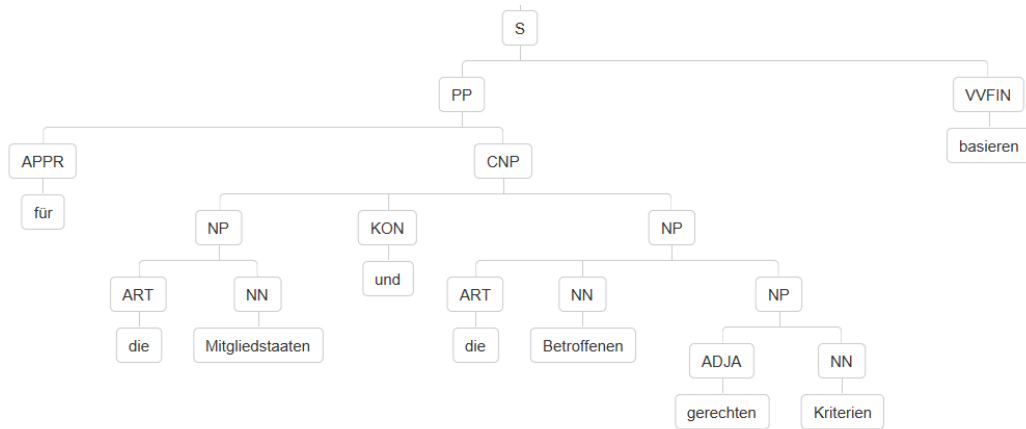 S
PP VVFIN
APPR CNP basieren
für NP KON NP
ART NN und ART NN NP
die Mitgliedstaaten die Betroffenen ADJA NN
gerechten Kriterien